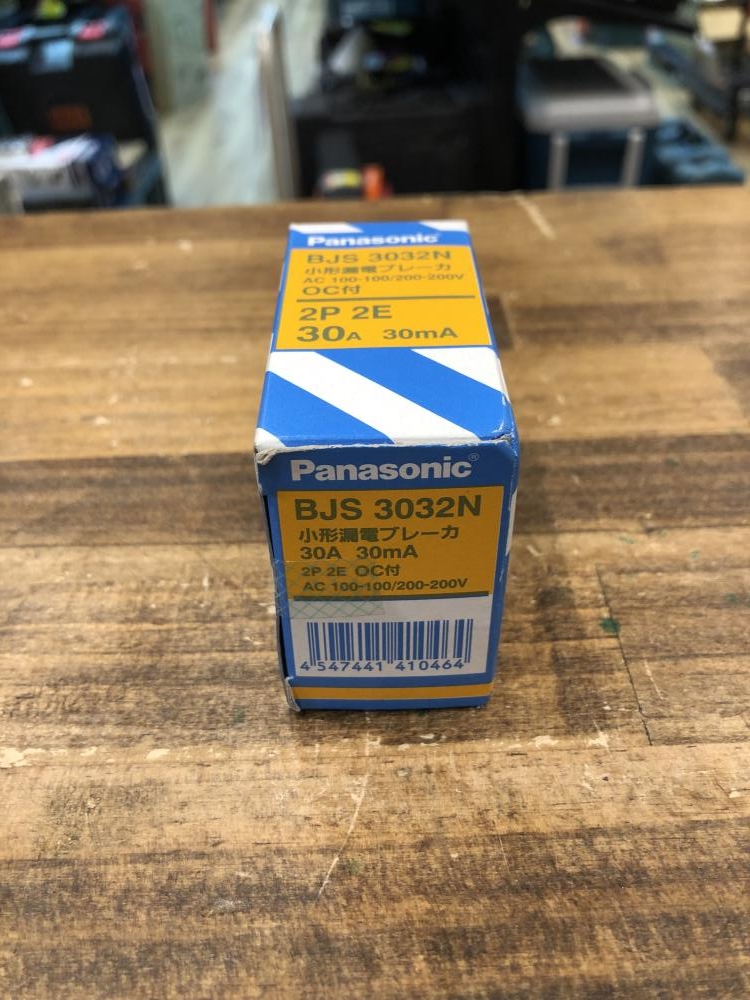 Panasonic
BJS 3032N
小形漏電ブレーカ
AC 100-100/200-200V
OC付
2P 2E
30A 30mA
Panasonic®
BJS 3032N
小形漏電ブレーカ
30A 30mA
2P 2E OC付
AC 100-100/200-200V
4 547441 410464